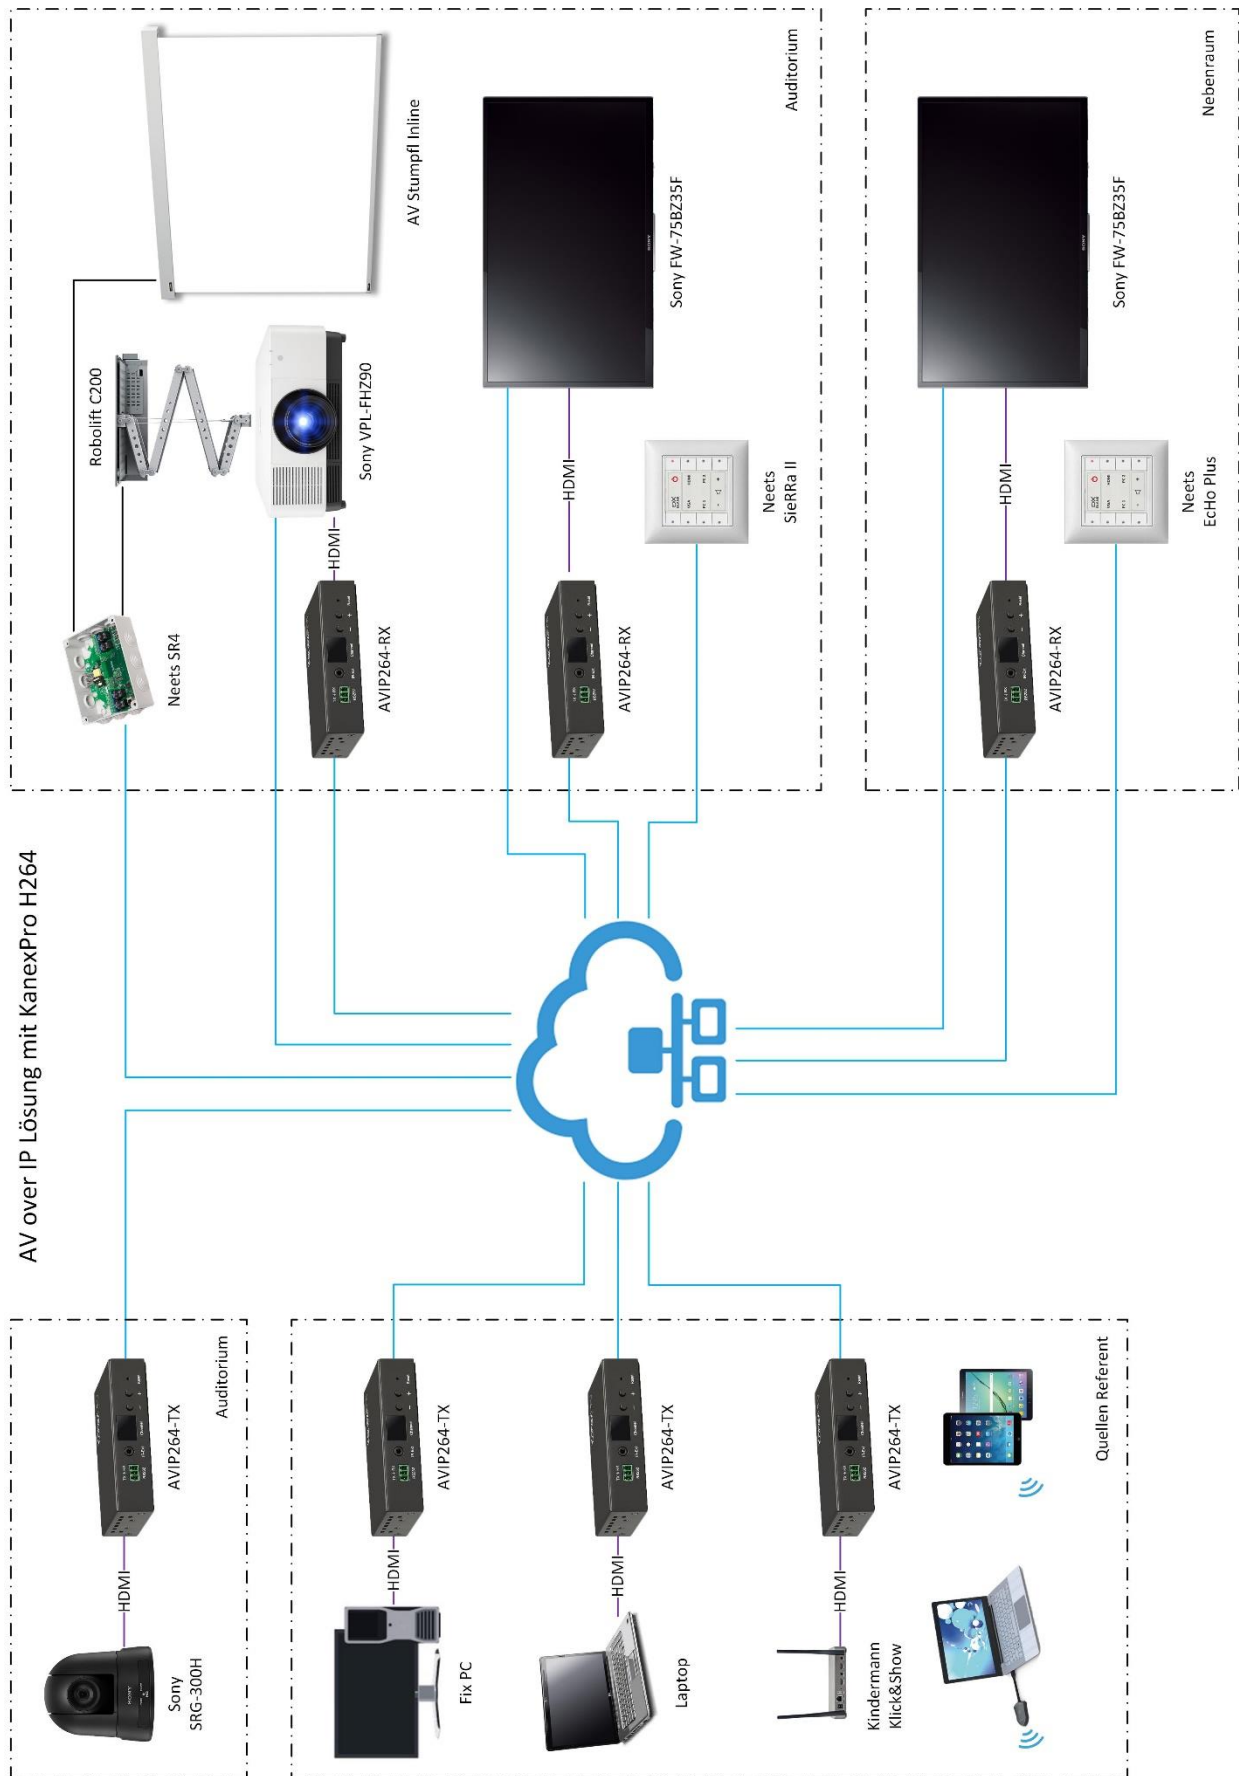 AV over IP Lösung mit KanexPro H264
Auditorium
Sony
SRG-300H
HDMI
AVIP264-TX
Quellen Referent
Fix PC
HDMI
AVIP264-TX
Laptop
HDMI
AVIP264-TX
Kindermann
Klick&Show
HDMI
AVIP264-TX
Auditorium
Neets SR4
Robolift C200
AV Stumpfl Inline
AVIP264-RX
HDMI
Sony VPL-FHZ90
AVIP264-RX
HDMI
Sony FW-75BZ35F
Neets
SieRRa II
Nebenraum
AVIP264-RX
HDMI
Sony FW-75BZ35F
Neets
EcHo Plus
SONY